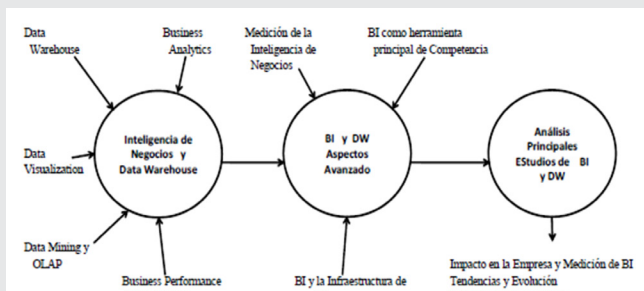 Data
Warehouse
Business
Analytics
Medición de la
Inteligencia de
Negocios
BI como herramienta
principal de Competencia
Data
Visualization
Inteligencia de
Negocios y
Data Warehouse
BI y DW
Aspectos
Avanzado
Análisis
Principales
EStudios de BI
y DW
Data Mining y
OLAP
Business Performance
BI y la Infraestructura de
Impacto en la Empresa y Medición de BI
Tendencias y Evolución